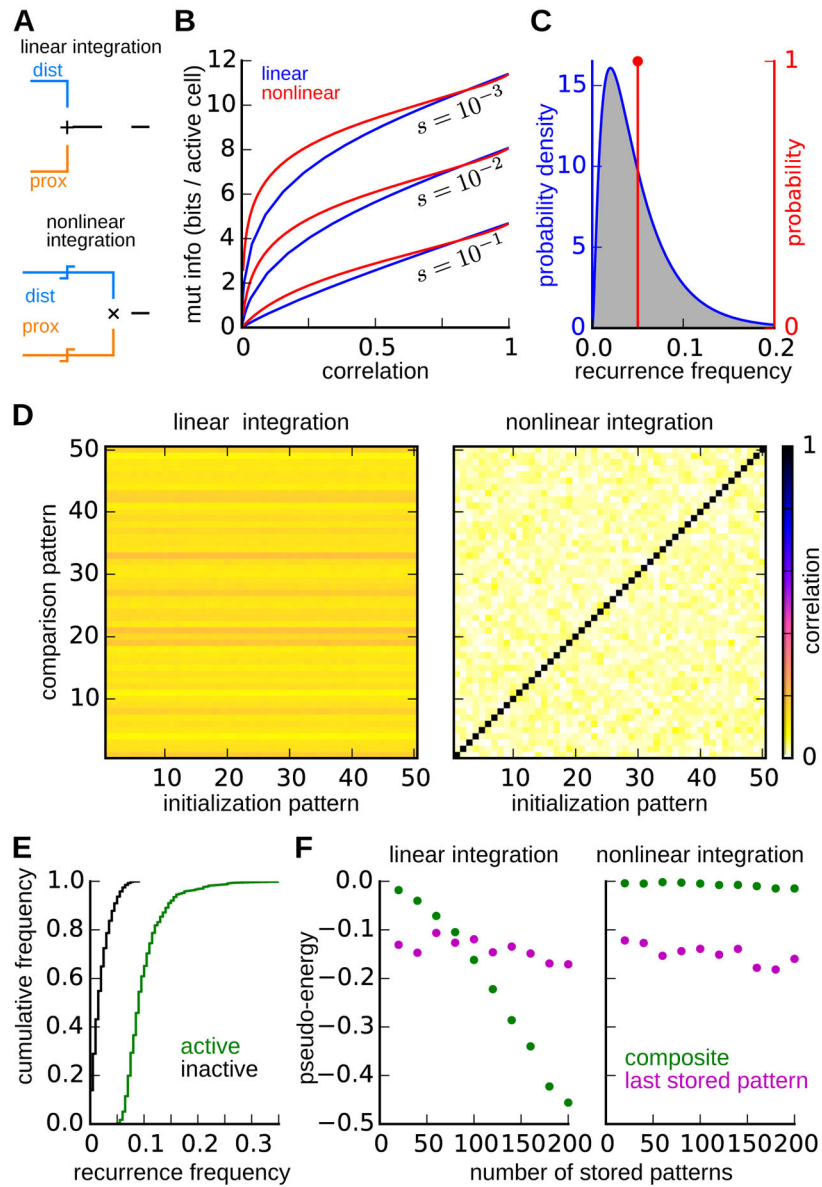 A
linear integration
dist
prox
nonlinear
integration
dist
prox
B
mut info (bits / active cell)
12
10
8
6
4
2
0
linear
nonlinear
s = 10⁻³
s = 10⁻²
s = 10⁻¹
0
0.5
1
correlation
C
probability density
15
10
5
0
1
0
probability
0.0
0.1
0.2
recurrence frequency
D
linear integration
comparison pattern
50
40
30
20
10
10 20 30 40 50
initialization pattern
nonlinear integration
10 20 30 40 50
initialization pattern
1
0
correlation
E
cumulative frequency
1.0
0.8
0.6
0.4
0.2
0.0
active
inactive
0 0.1 0.2 0.3
recurrence frequency
F
linear integration
nonlinear integration
pseudo-energy
0.0
−0.1
−0.2
−0.3
−0.4
−0.5
composite
last stored pattern
0 50 100 150 200
0 50 100 150 200
number of stored patterns